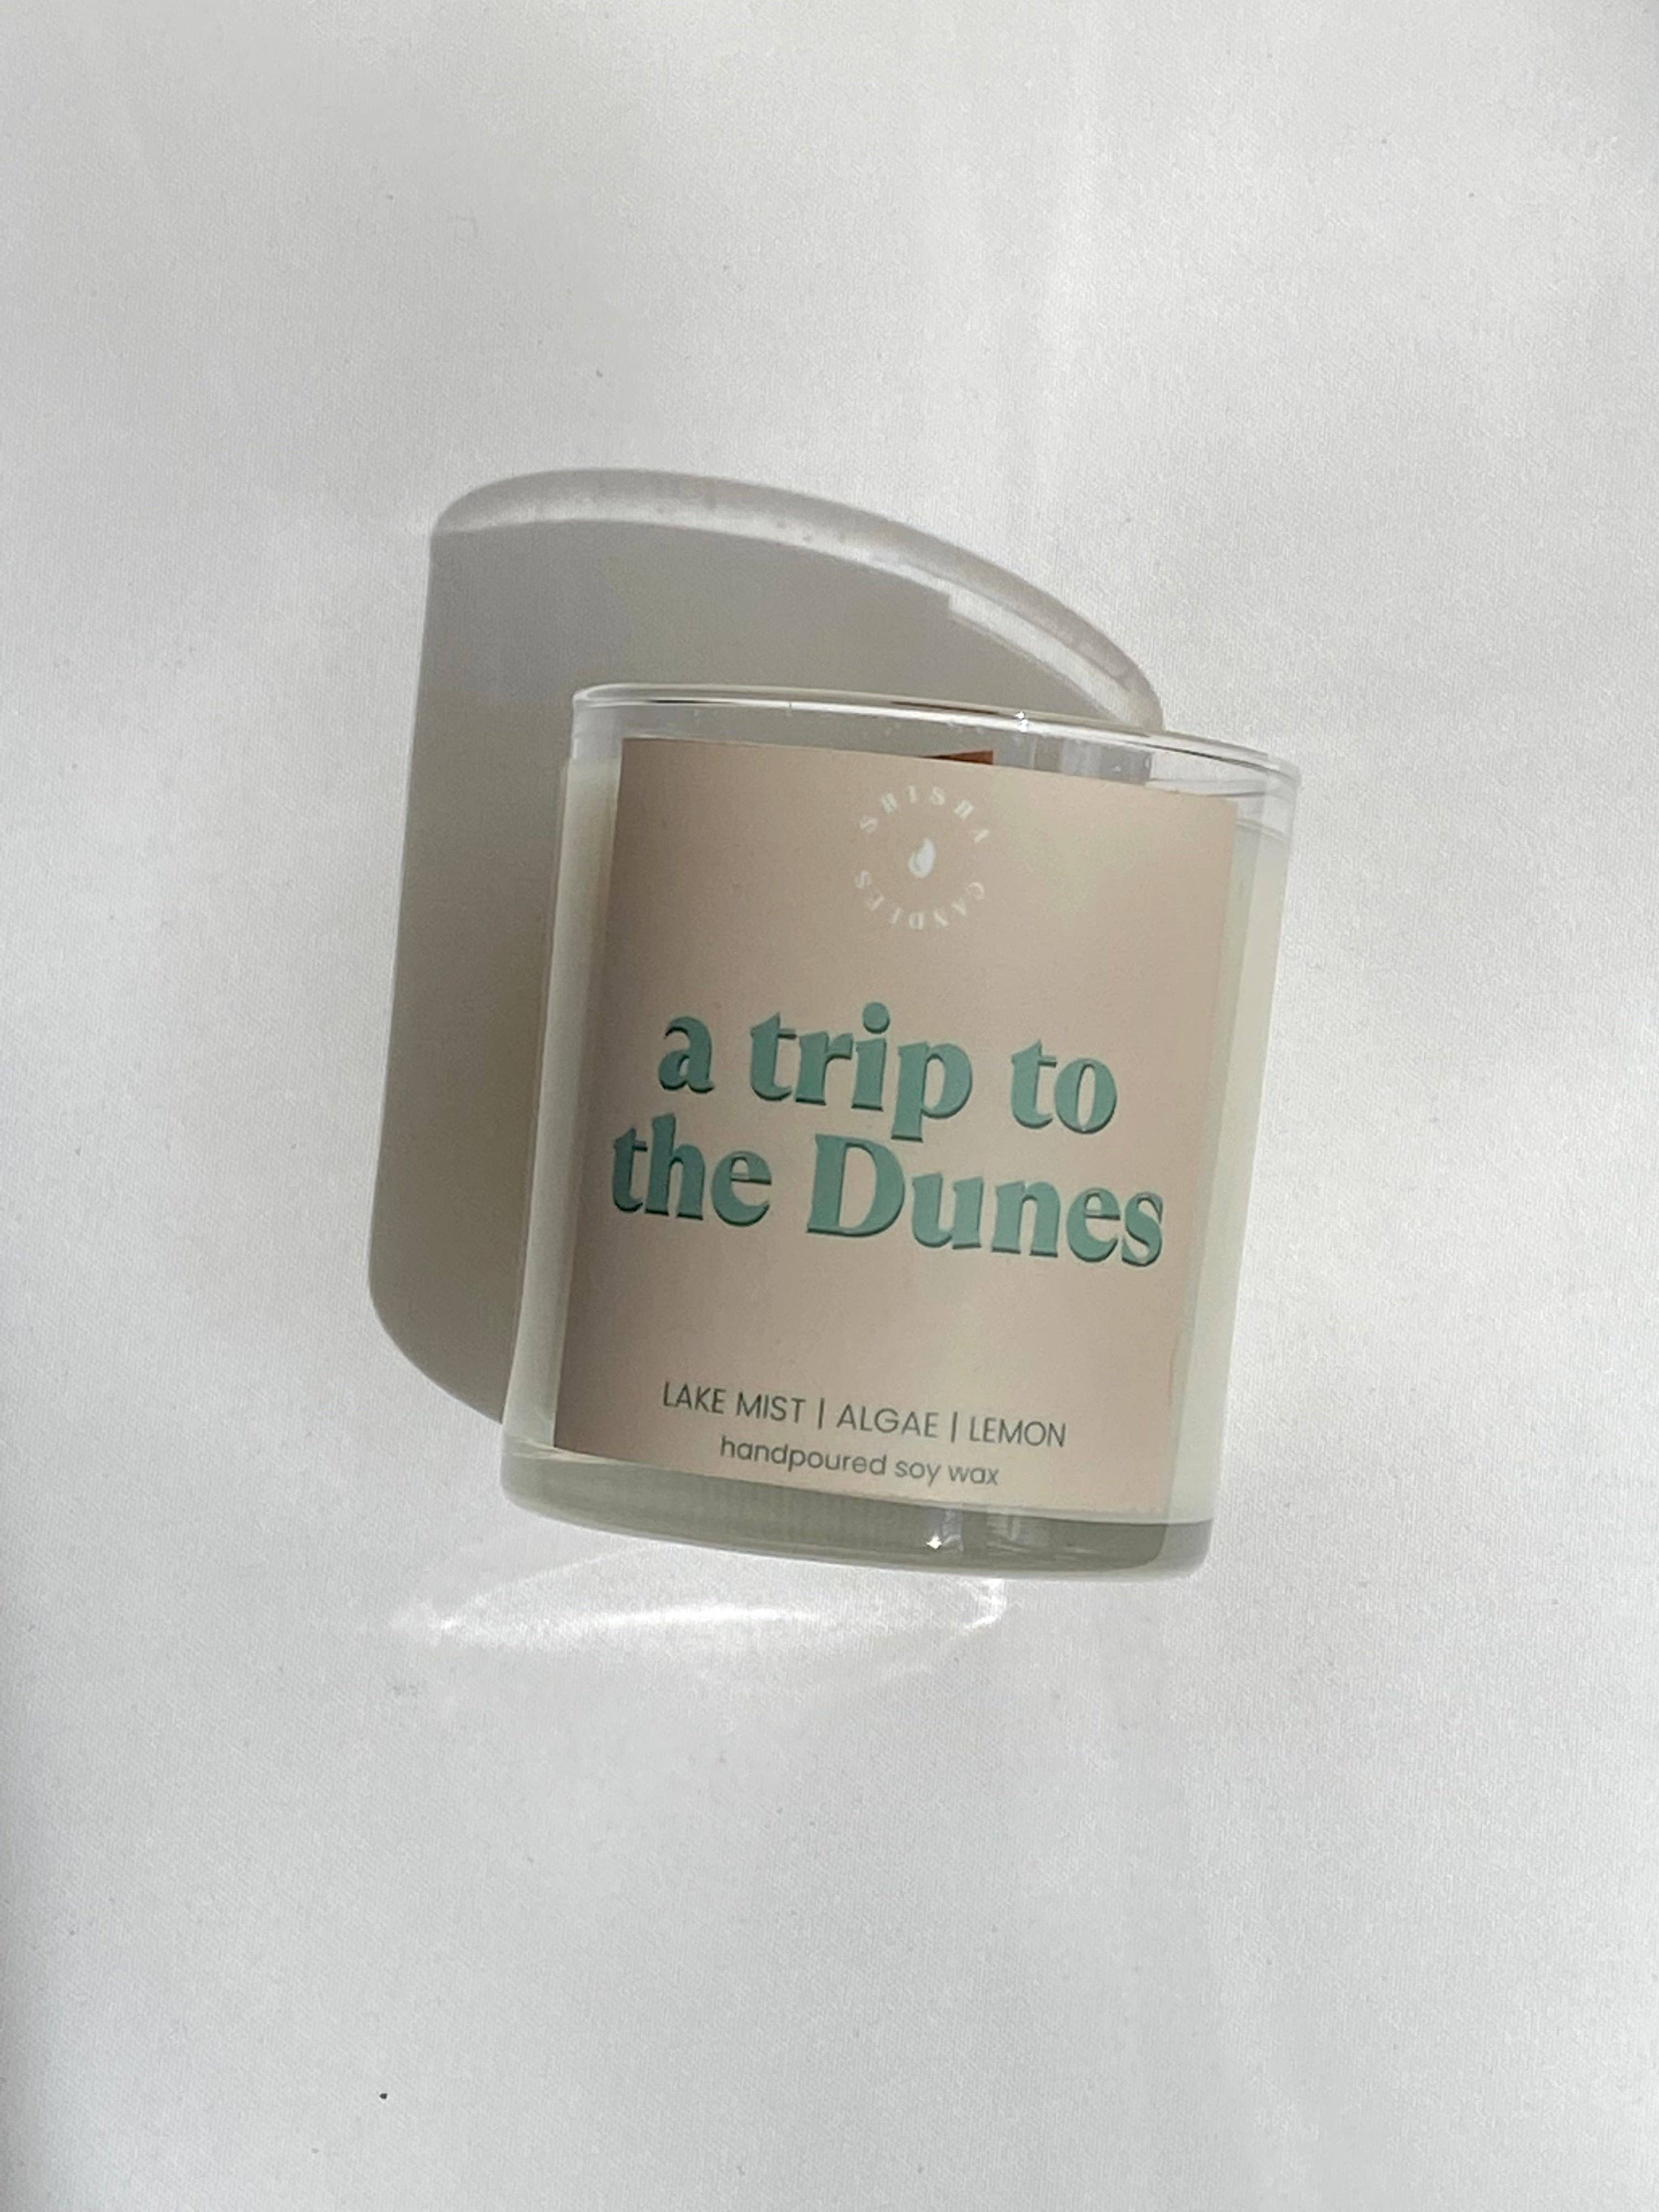 SHISHA
CANDLES
a trip to
the Dunes
LAKE MIST | ALGAE | LEMON
handpoured soy wax